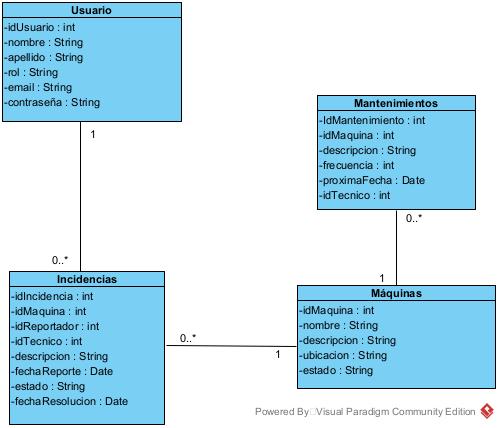 Usuario
-idUsuario : int
-nombre : String
-apellido : String
-rol : String
-email : String
-contraseña : String
1
0..*
Mantenimientos
-IdMantenimiento : int
-idMaquina : int
-descripcion : String
-frecuencia : int
-proximaFecha : Date
-idTecnico : int
0..*
1
Incidencias
-idIncidencia : int
-idMaquina : int
-idReportador : int
-idTecnico : int
-descripcion : String
-fechaReporte : Date
-estado : String
-fechaResolucion : Date
0..*
1
Máquinas
-idMaquina : int
-nombre : String
-descripcion : String
-ubicacion : String
-estado : String
Powered By Visual Paradigm Community Edition